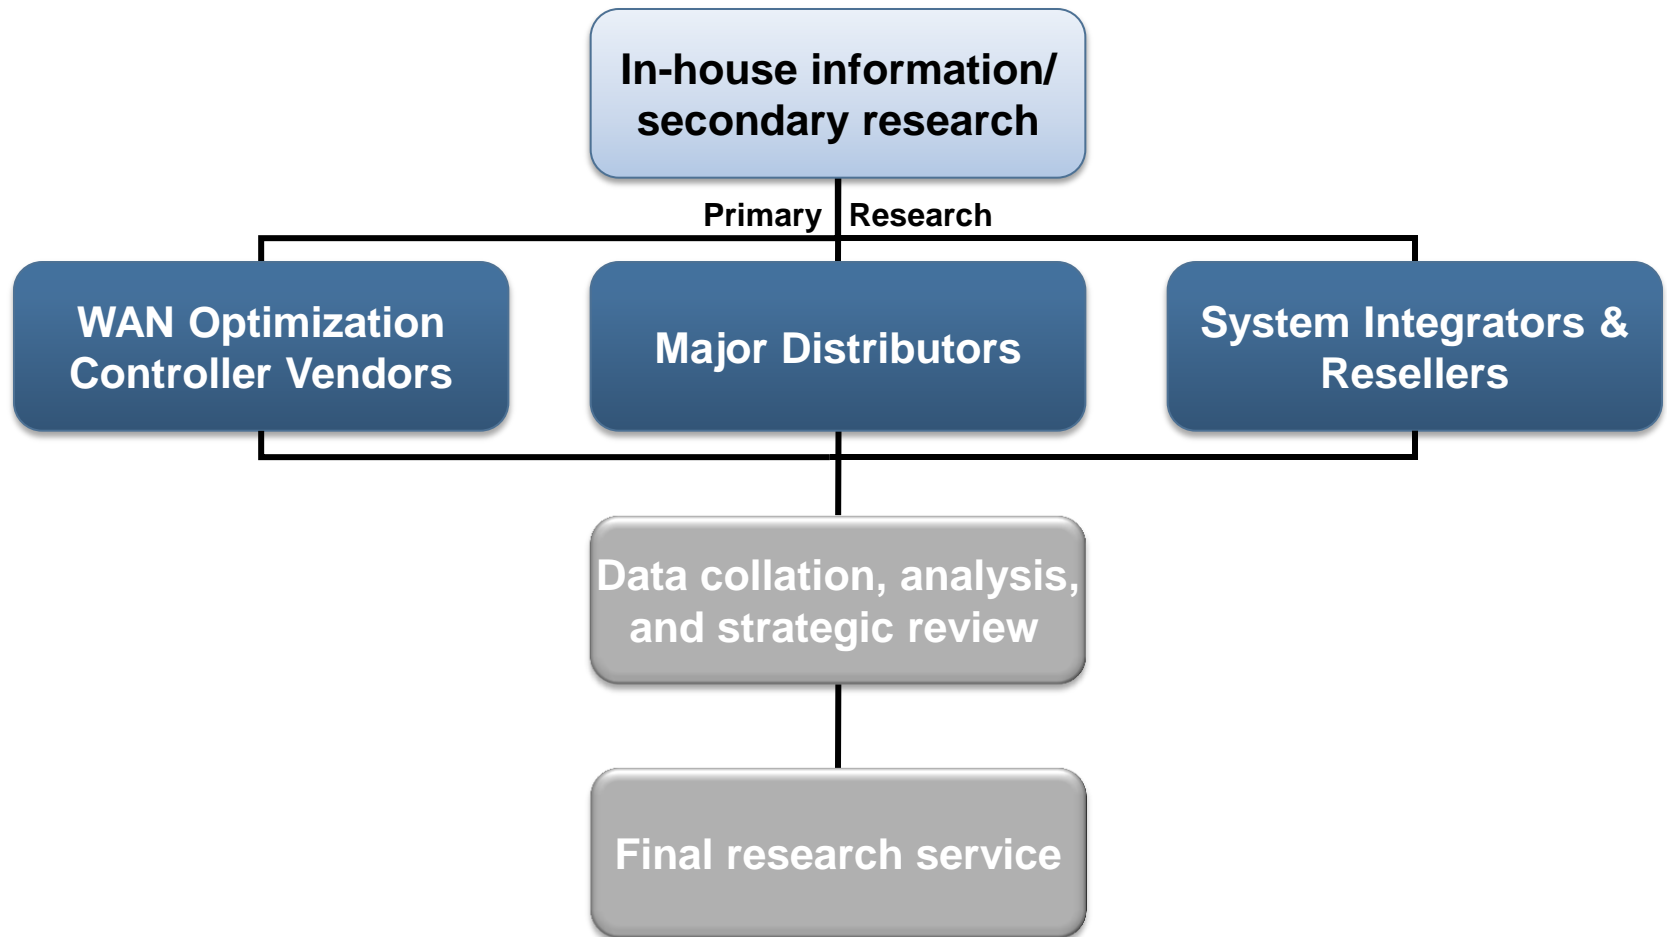 In-house information/
secondary research
Primary Research
WAN Optimization
Controller Vendors
Major Distributors
System Integrators &
Resellers
Data collation, analysis,
and strategic review
Final research service